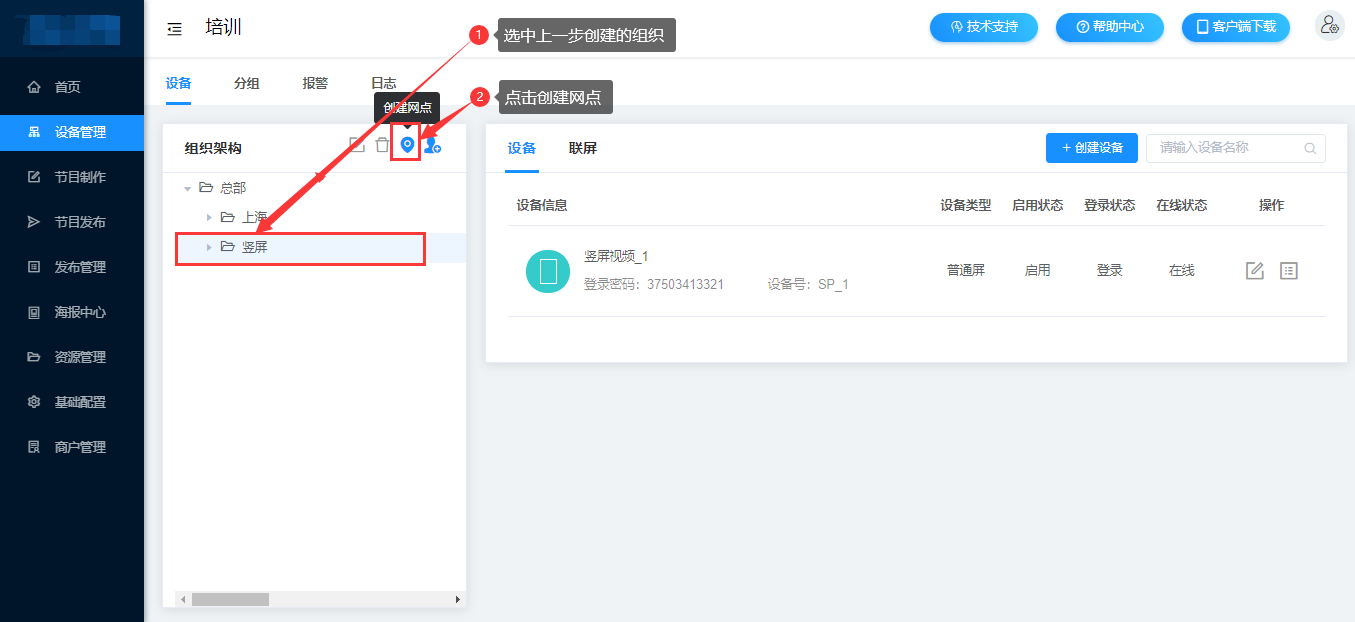 培训
技术支持
帮助中心
客户端下载
1 选中上一步创建的组织
2 点击创建网点
首页
设备管理
节目制作
节目发布
发布管理
海报中心
资源管理
基础配置
商户管理
设备 分组 报警 日志
创建网点
组织架构
总部
上海
竖屏
设备 联屏
+ 创建设备
请输入设备名称
设备信息 设备类型 启用状态 登录状态 在线状态 操作
竖屏视频_1
登录密码：37503413321 设备号：SP_1
普通屏 启用 登录 在线